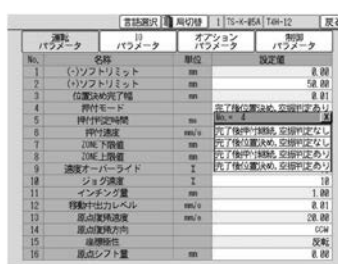 言語選択 局切替 1 TS-X-05A T4H-12 戻
運転 パラメータ
I/O パラメータ
オプション パラメータ
制御 パラメータ
No. 名称 単位 設定値
1 (-)ソフトリミット mm 0.00
2 (+)ソフトリミット mm 50.00
3 位置決め完了幅 mm 0.01
4 押付モード 完了後位置決め、空振判定あり
5 押付判定時間 ms No.= 4 X
6 押付速度 mm/s 完了後押付継続、空振判定なし
7 ZONE下限値 mm 完了後位置決め、空振判定なし
8 ZONE上限値 mm 完了後押付継続、空振判定あり
9 速度オーバーライド % 完了後位置決め、空振判定あり
10 ジョグ速度 % 10
11 インチング量 mm 1.00
12 移動中出力レベル mm/s 0.01
13 原点復帰速度 mm/s 20.00
14 原点復帰方向 CCW
15 座標極性 反転
16 原点シフト量 mm 0.00